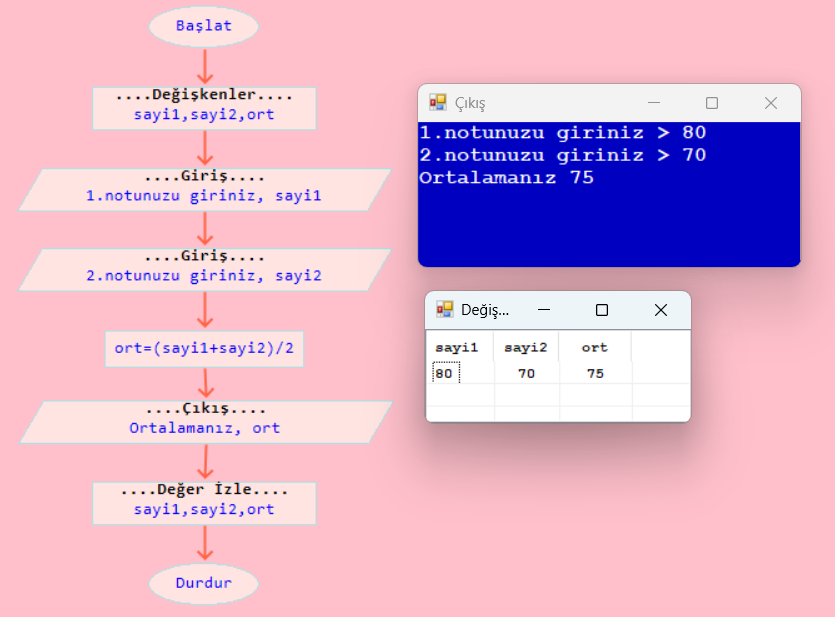 Başlat
....Değişkenler....
sayi1,sayi2,ort
....Giriş....
1.notunuzu giriniz, sayi1
....Giriş....
2.notunuzu giriniz, sayi2
ort=(sayi1+sayi2)/2
....Çıkış....
Ortalamanız, ort
....Değer İzle....
sayi1,sayi2,ort
Durdur
Çıkış
1.notunuzu giriniz > 80
2.notunuzu giriniz > 70
Ortalamanız 75
Değiş...
sayi1 sayi2 ort
80 70 75